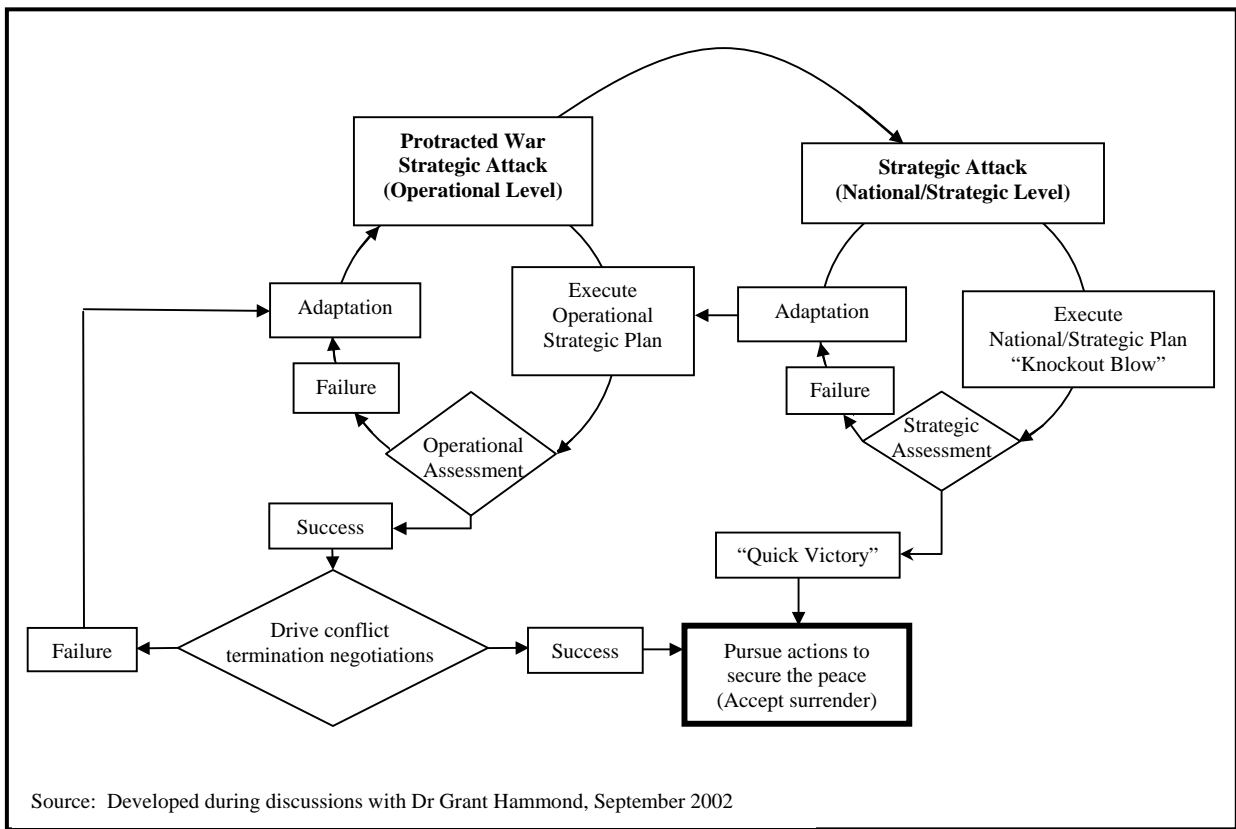 Protracted War
Strategic Attack
(Operational Level)
Strategic Attack
(National/Strategic Level)
Adaptation
Execute
Operational
Strategic Plan
Adaptation
Execute
National/Strategic Plan
“Knockout Blow”
Failure
Failure
Operational
Assessment
Strategic
Assessment
Success
“Quick Victory”
Failure
Drive conflict
termination negotiations
Success
Pursue actions to
secure the peace
(Accept surrender)
Source:  Developed during discussions with Dr Grant Hammond, September 2002